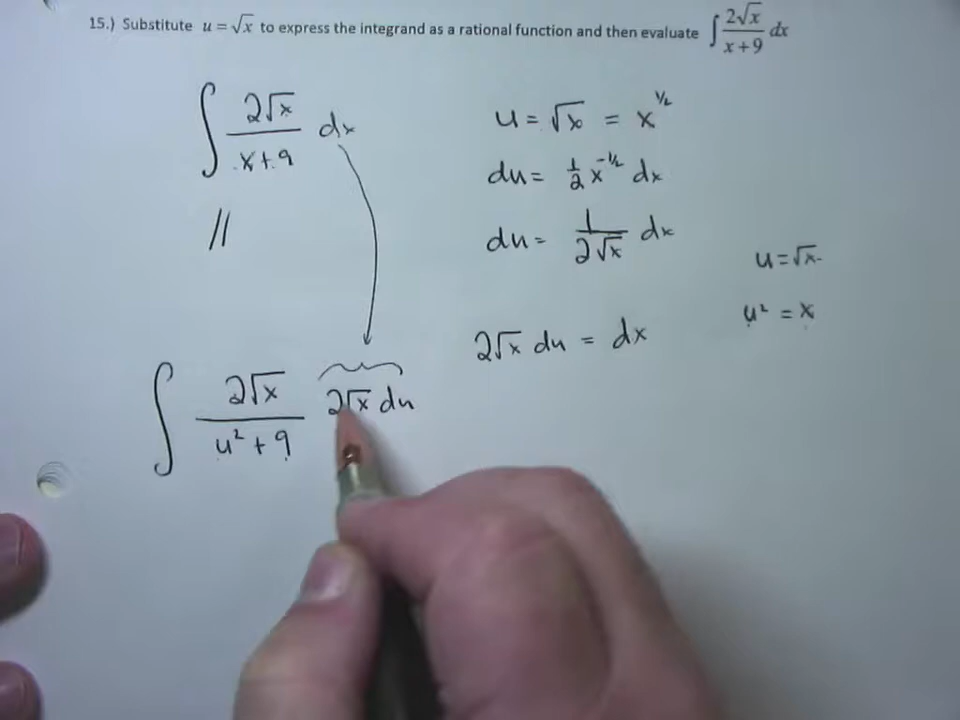 15.) Substitute u = √x to express the integrand as a rational function and then evaluate ∫ 2√x / x+9 dx
∫ 2√x / x+9 dx
//
∫ 2√x / u² + 9 2√x du
u = √x = x^1/2
du = 1/2 x^-1/2 dx
du = 1 / 2√x dx
2√x du = dx
u = √x
u² = x